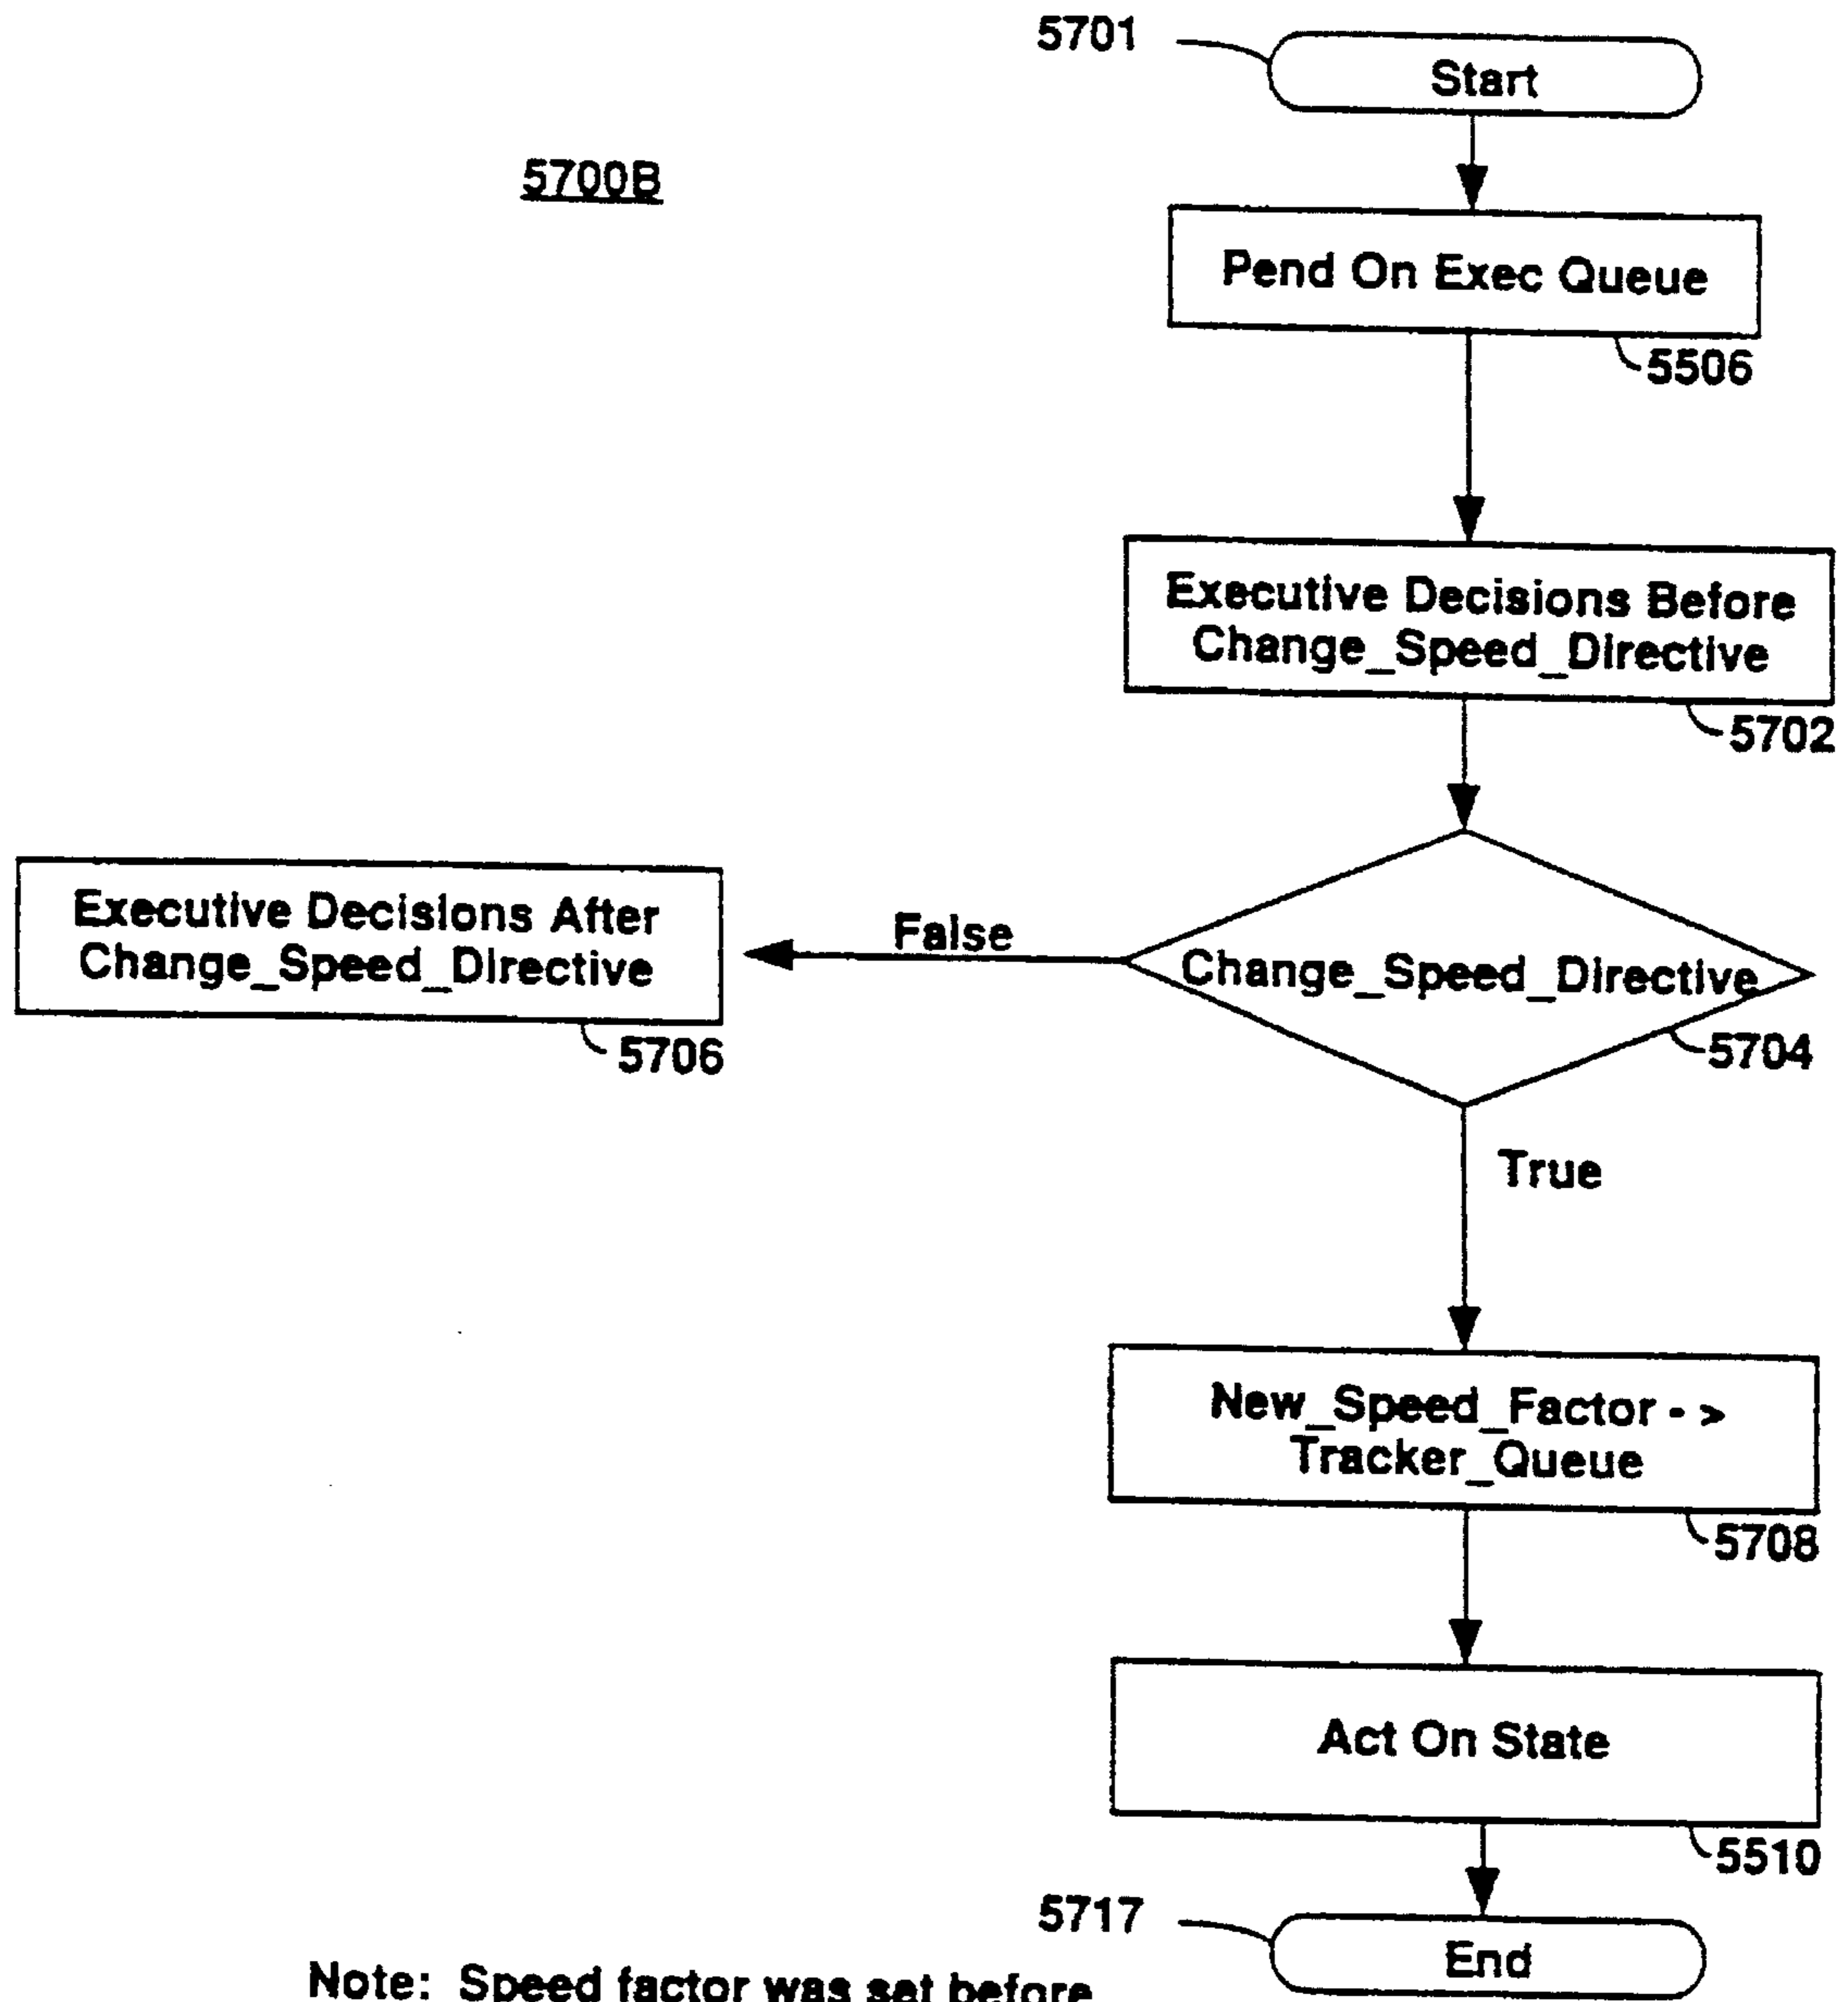 5701
Start
5700B
Pend On Exec Queue
5506
Executive Decisions Before
Change_Speed_Directive
5702
Executive Decisions After
Change_Speed_Directive
5706
False
Change_Speed_Directive
5704
True
New_Speed_Factor - >
Tracker_Queue
5708
Act On State
5510
5717
End
Note: Speed factor was set before